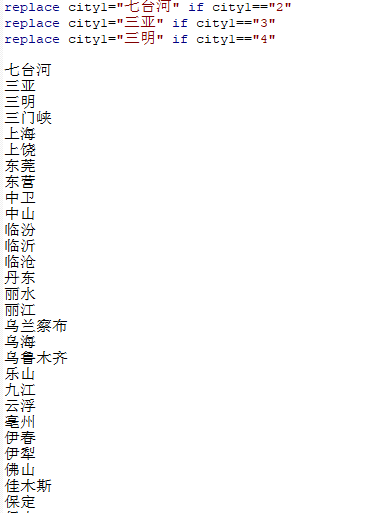 replace city1="七台河" if city1=="2"
replace city1="三亚" if city1=="3"
replace city1="三明" if city1=="4"
七台河
三亚
三明
三门峡
上海
上饶
东莞
东营
中卫
中山
临汾
临沂
临沧
丹东
丽水
丽江
乌兰察布
乌海
乌鲁木齐
乐山
九江
云浮
亳州
伊春
伊犁
佛山
佳木斯
保定